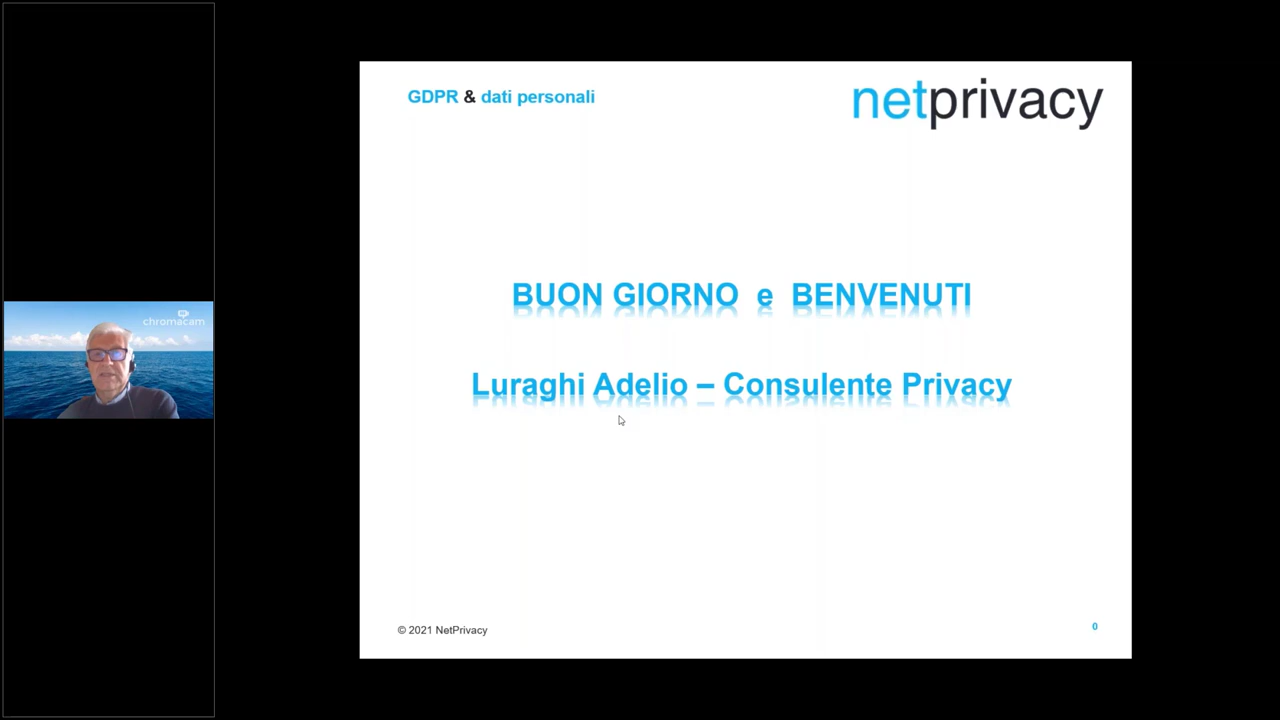 GDPR & dati personali
netprivacy
chromacam
BUON GIORNO e BENVENUTI
Luraghi Adelio – Consulente Privacy
© 2021 NetPrivacy
0